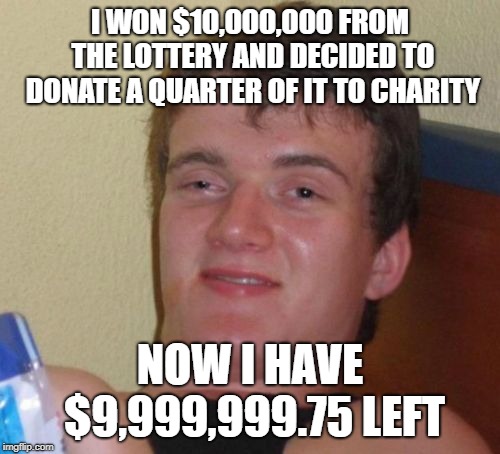 I WON $10,000,000 FROM
THE LOTTERY AND DECIDED TO
DONATE A QUARTER OF IT TO CHARITY
NOW I HAVE
$9,999,999.75 LEFT
imgflip.com